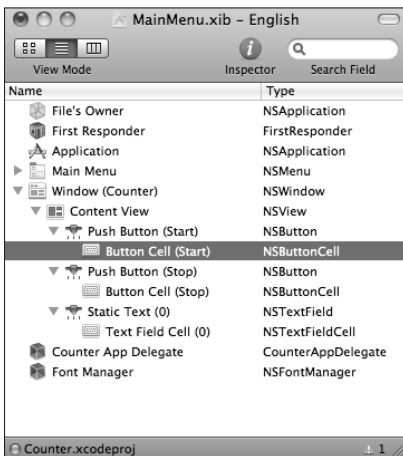 MainMenu.xib – English
View Mode Inspector Search Field
Name Type
File's Owner NSApplication
First Responder FirstResponder
Application NSApplication
Main Menu NSMenu
Window (Counter) NSWindow
Content View NSView
Push Button (Start) NSButton
Button Cell (Start) NSButtonCell
Push Button (Stop) NSButton
Button Cell (Stop) NSButtonCell
Static Text (0) NSTextField
Text Field Cell (0) NSTextFieldCell
Counter App Delegate CounterAppDelegate
Font Manager NSFontManager
Counter.xcodeproj 1